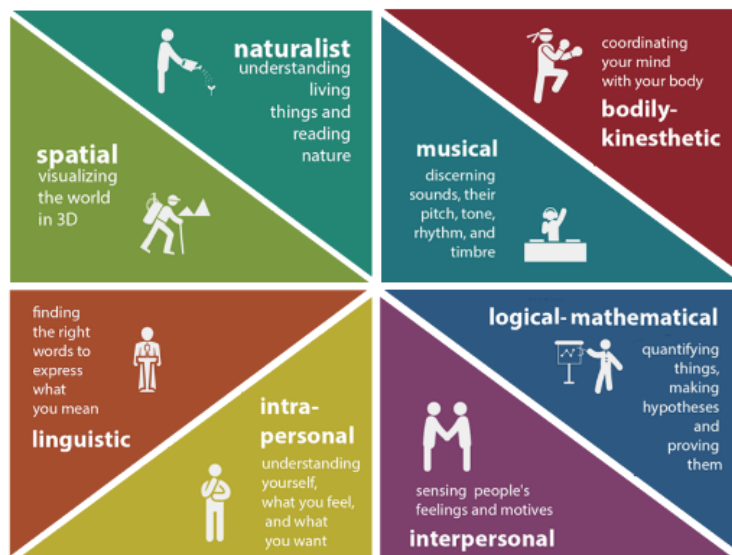 naturalist
understanding
living
things and
reading
nature
spatial
visualizing
the world
in 3D
coordinating
your mind
with your body
bodily-
kinesthetic
musical
discerning
sounds, their
pitch, tone,
rhythm, and
timbre
finding
the right
words to
express
what
you mean
linguistic
intra-
personal
understanding
yourself,
what you feel,
and what
you want
logical-mathematical
quantifying
things,
making
hypotheses
and
proving
them
sensing people's
feelings and motives
interpersonal